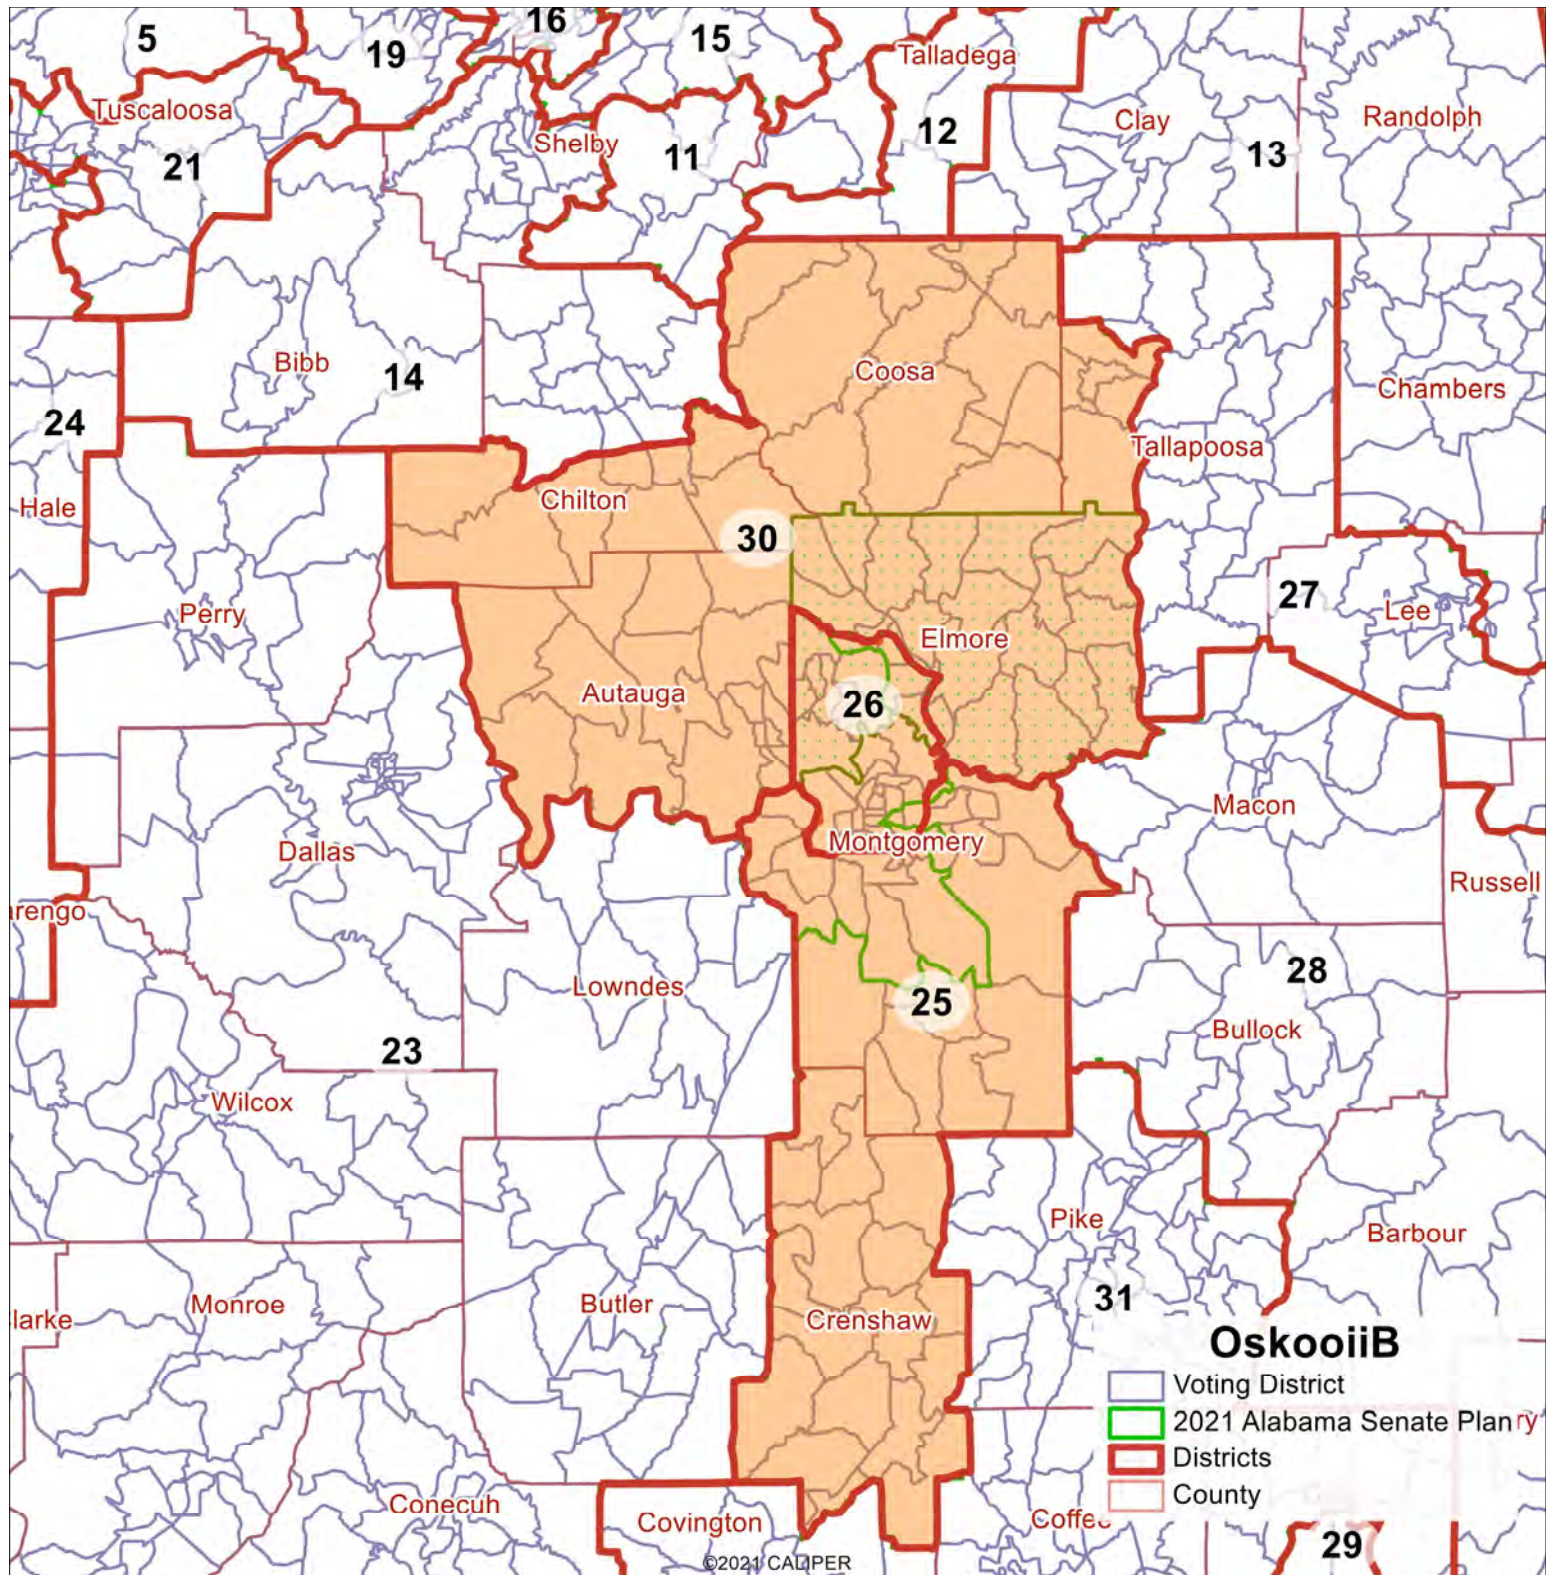 16
5
15
19
Talladega
Tuscaloosa
Shelby
12
Clay
Randolph
21
11
13
Bibb
14
Coosa
Chambers
24
Tallapoosa
Hale
Chilton
30
27
Perry
Lee
Elmore
Autauga
26
Macon
Montgomery
Dallas
Russell
arengo
28
Lowndes
25
Bullock
23
Wilcox
Pike
Barbour
31
Monroe
Butler
larke
Crenshaw
OskooiiB
Voting District
2021 Alabama Senate Plan ry
Districts
County
Conecuh
Covington
Coffee
29
©2021 CALIPER